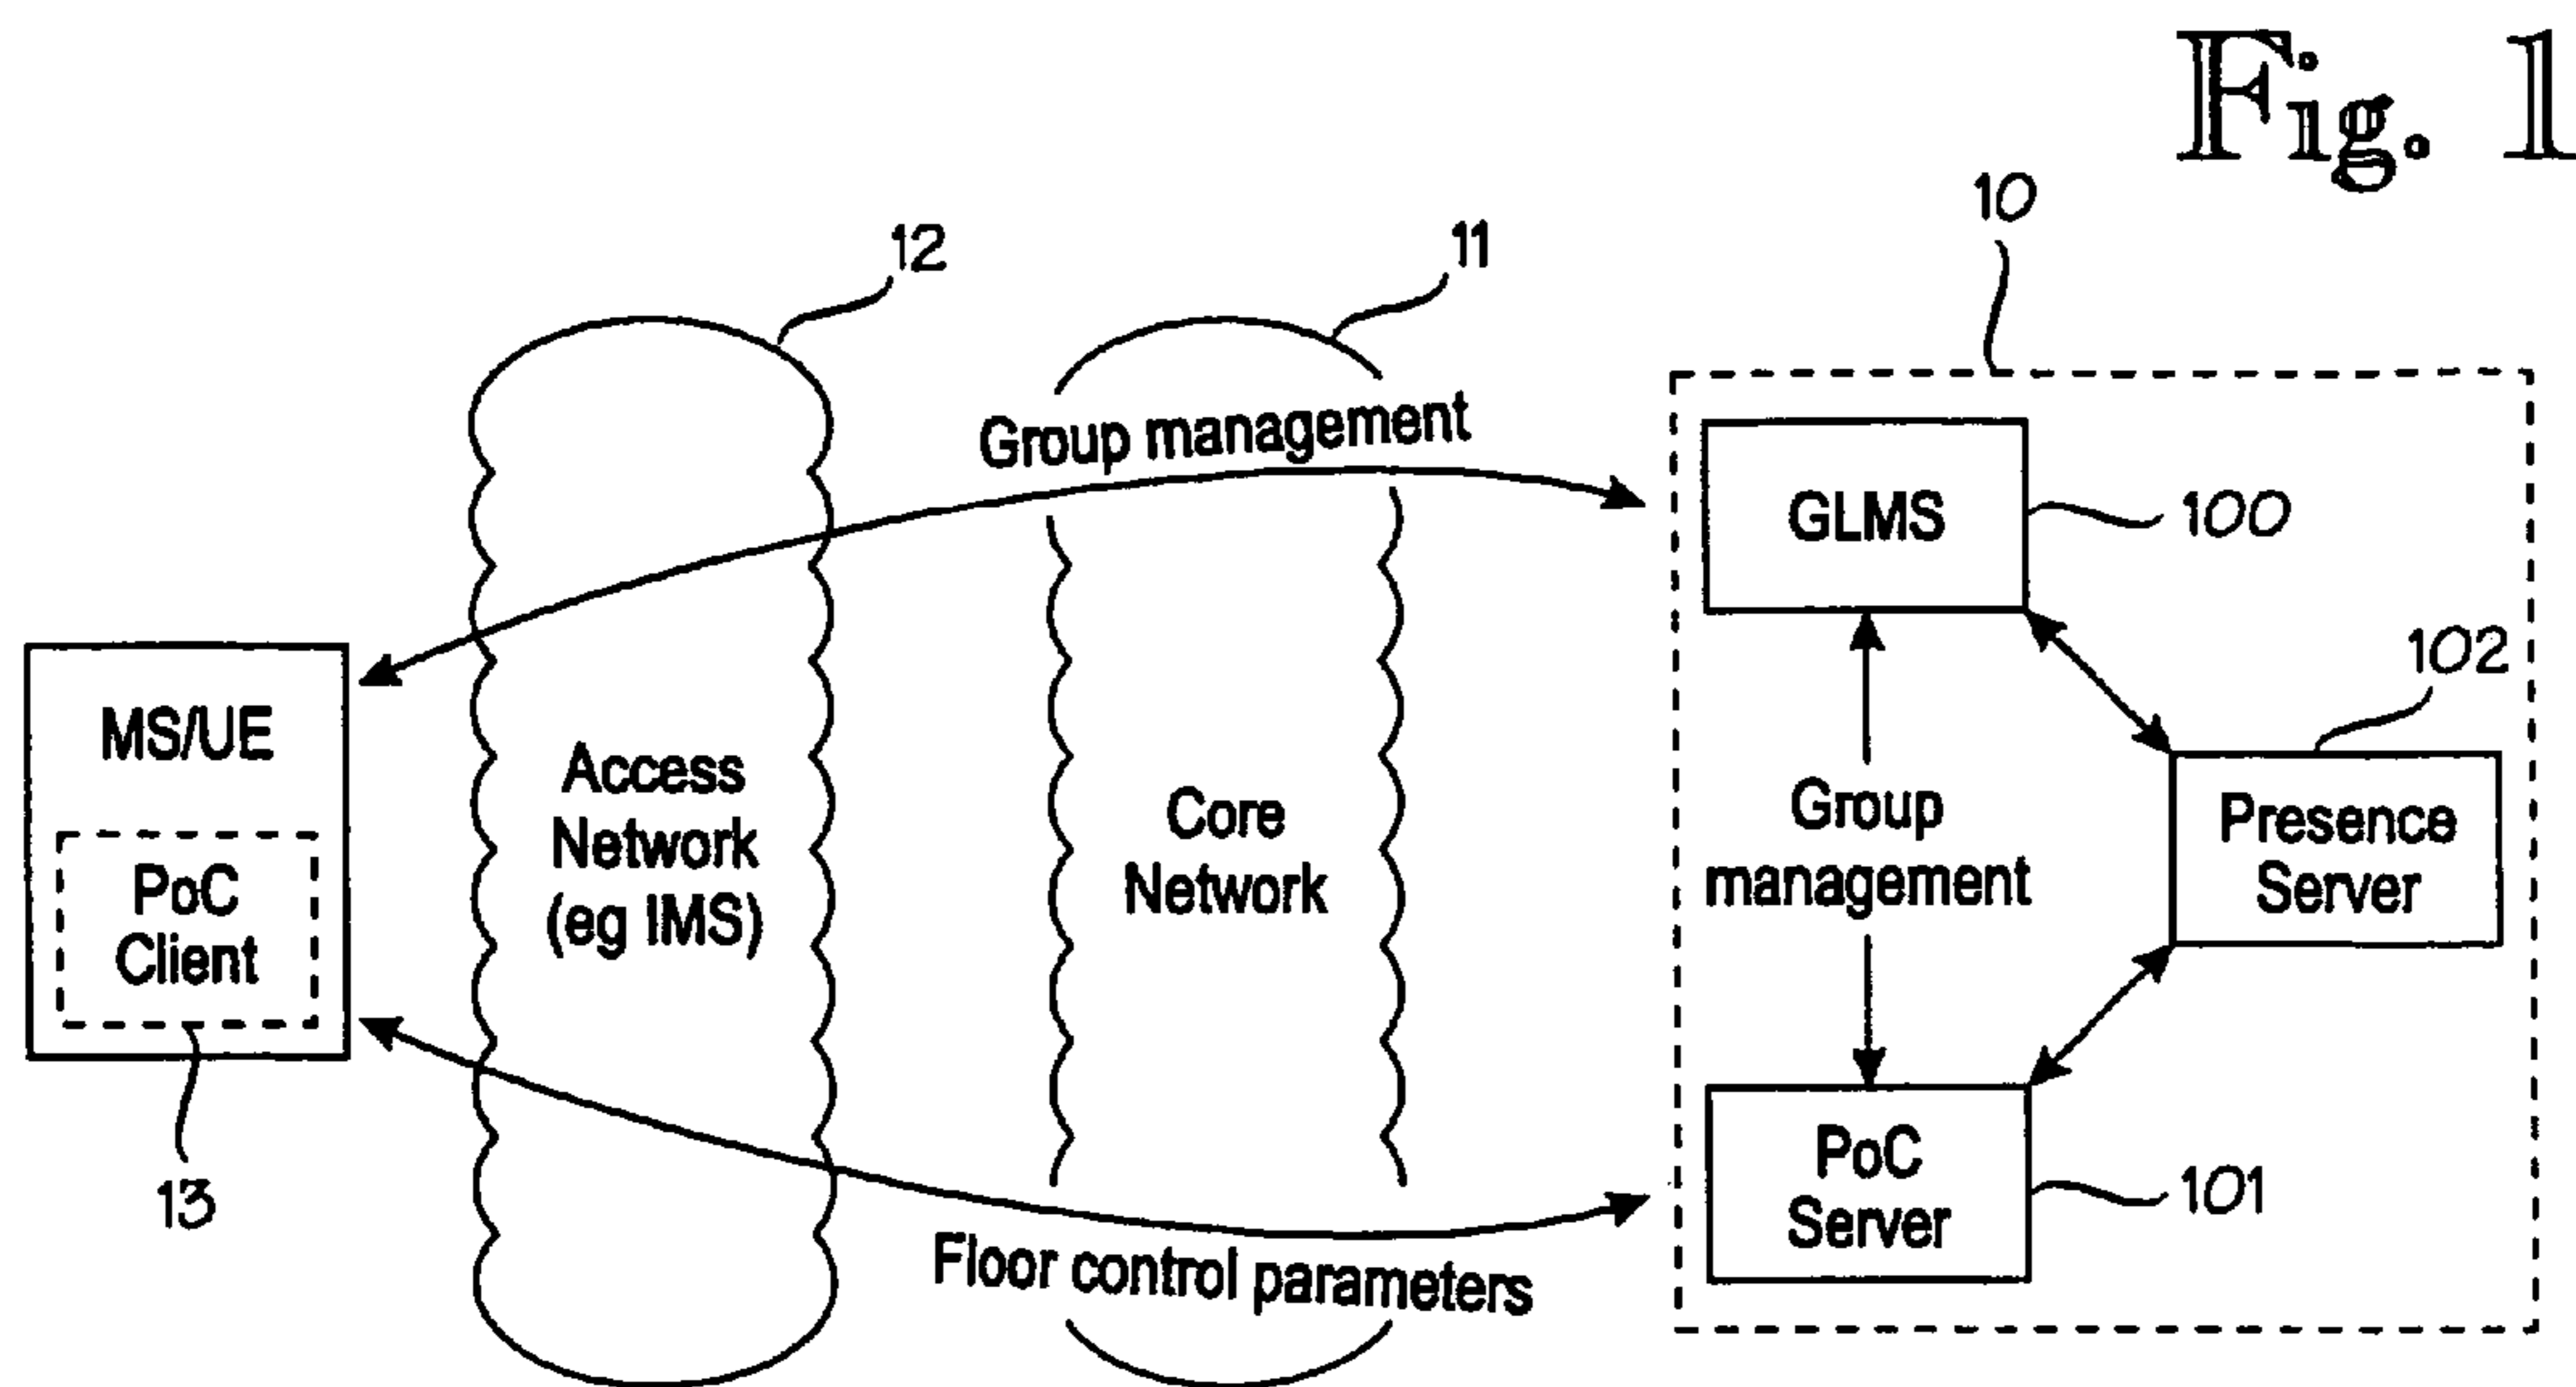 Fig. 1
10
12
11
Group management
GLMS
100
102
MS/UE
PoC
Client
13
Access
Network
(eg IMS)
Core
Network
Group
management
Presence
Server
PoC
Server
101
Floor control parameters